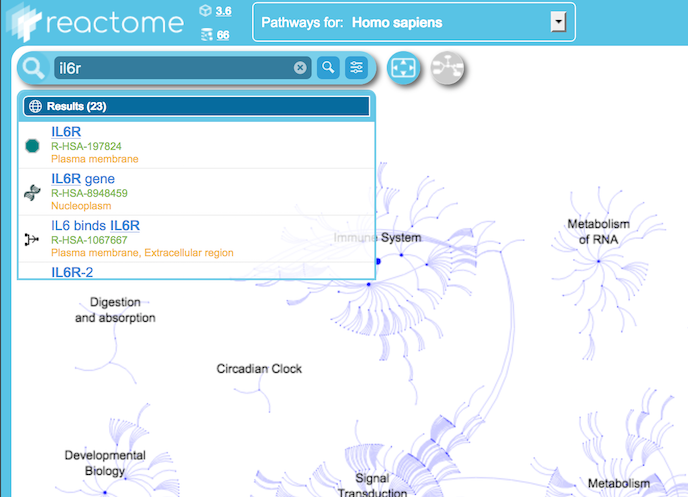 reactome
3.6
66
Pathways for: Homo sapiens
il6r
Results (23)
IL6R
R-HSA-197824
Plasma membrane
IL6R gene
R-HSA-8948459
Nucleoplasm
IL6 binds IL6R
R-HSA-1067667
Plasma membrane, Extracellular region
IL6R-2
Immune System
Metabolism
of RNA
Digestion
and absorption
Circadian Clock
Developmental
Biology
Signal
Transduction
Metabolism